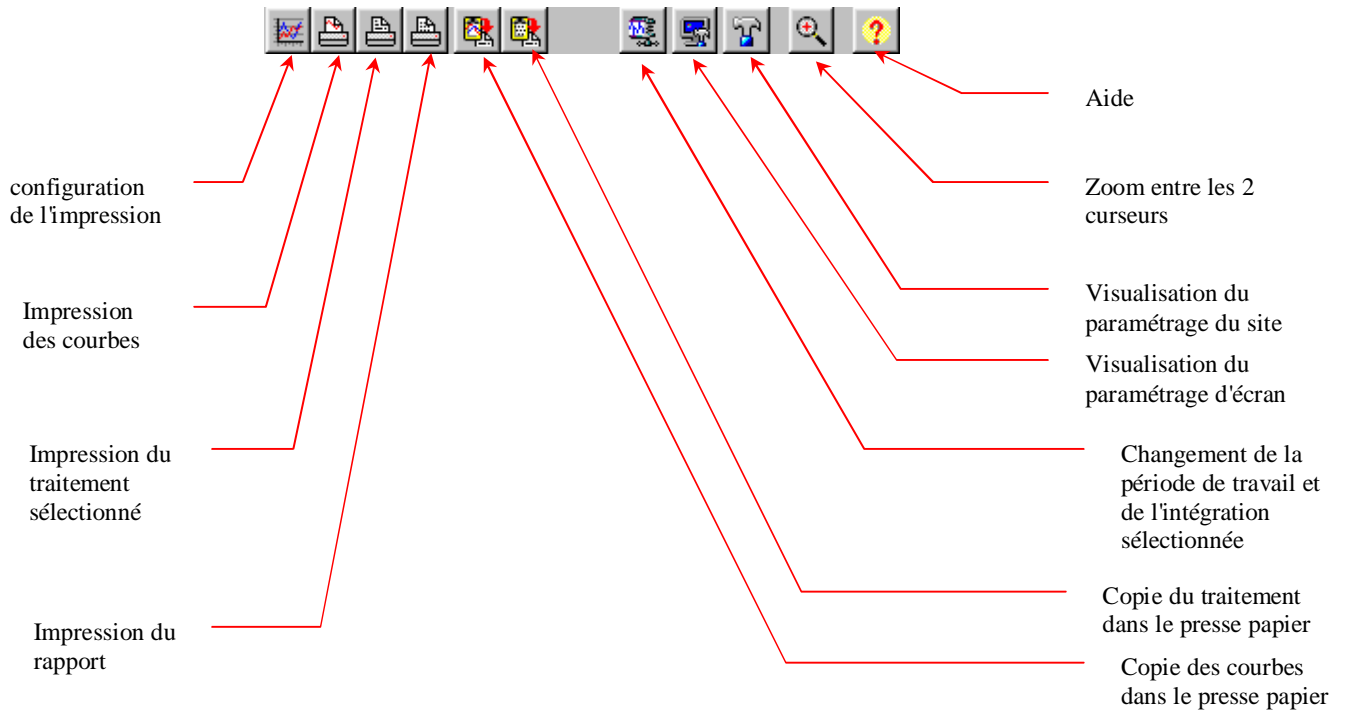 configuration
de l'impression
Impression
des courbes
Impression du
traitement
sélectionné
Impression du
rapport
Aide
Zoom entre les 2
curseurs
Visualisation du
paramétrage du site
Visualisation du
paramétrage d'écran
Changement de la
période de travail et
de l'intégration
sélectionnée
Copie du traitement
dans le presse papier
Copie des courbes
dans le presse papier